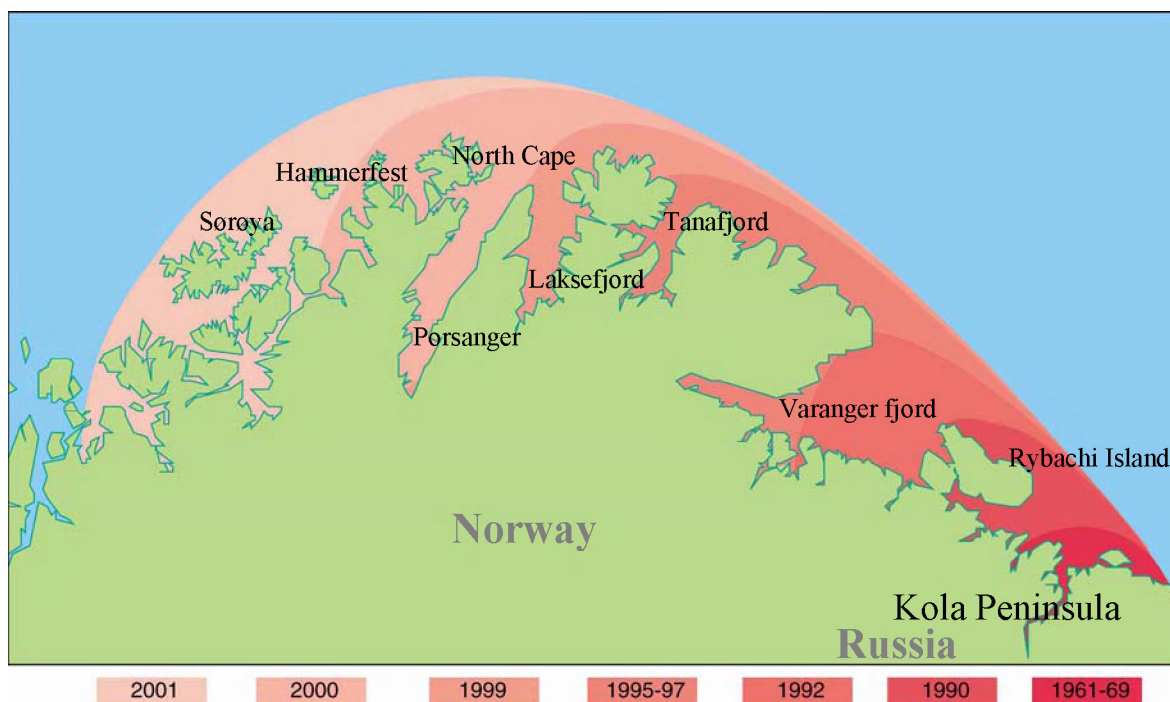 North Cape
Hammerfest
Sørøya
Tanafjord
Laksefjord
Porsanger
Varanger fjord
Rybachi Island
Norway
Kola Peninsula
Russia
2001
2000
1999
1995-97
1992
1990
1961-69